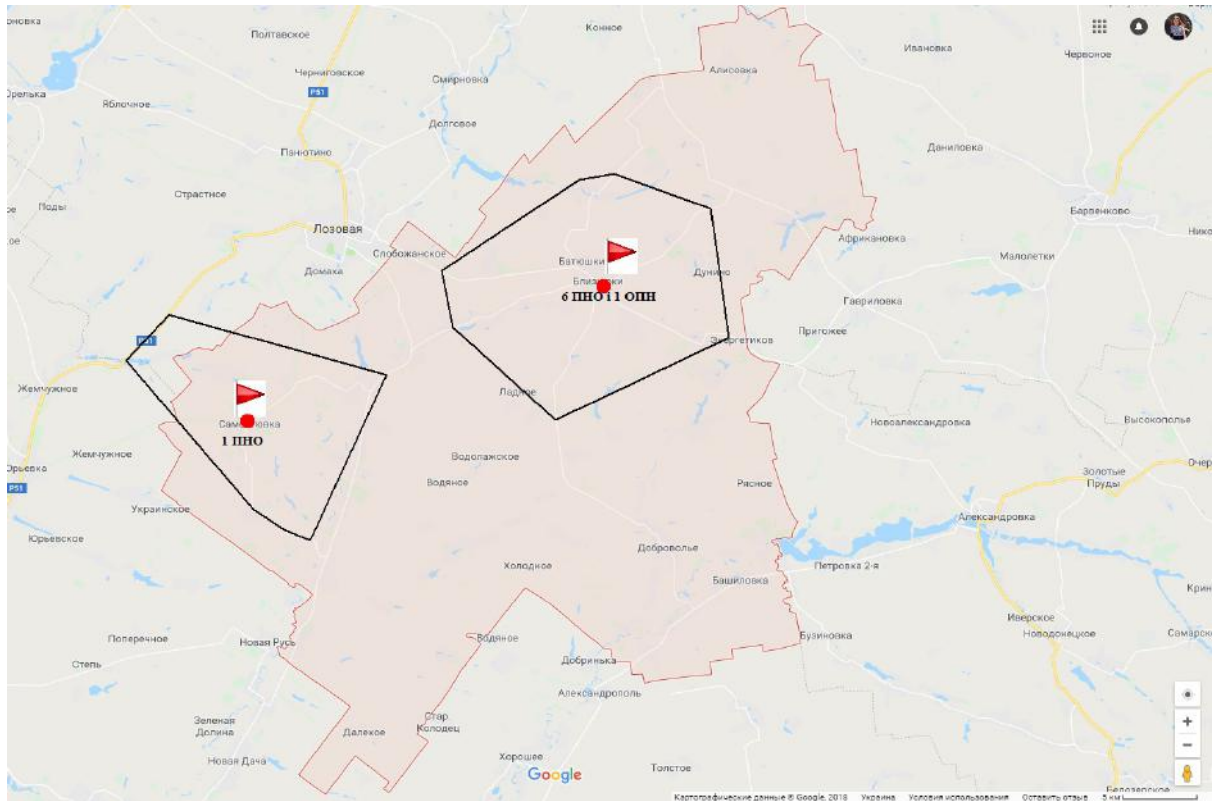 Полтавское
Конное
Ивановка
Червоное
Черниговское
Р51
Смирновка
Алисовка
Орелька
Яблочное
Долговое
Панютино
Даниловка
Страстное
Поды
Барвенково
Лозовая
Слобожанское
Африкановка
Малолетки
Домаха
Батюшки
Дунино
6 ПНО і 1 ОПН
Гавриловка
Пригожее
Энергетиков
Р51
Жемчужное
Ладное
Новоалександровка
Высокополье
1 ПНО
Жемчужное
Водолажское
Юрьевка
Р51
Водяное
Рясное
Золотые
Пруды
Украинское
Александровка
Юрьевское
Доброволье
Холодное
Башиловка
Петровка 2-я
Иверское
Новодонецкое
Поперечное
Новая Русь
Водяное
Бузиновка
Степь
Добринька
Александрополь
Зеленая
Долина
Стар.
Колодец
Далекое
Новая Дача
Хорошее
Толстое
Google
Картографические данные © Google, 2018 Украина Условия использования Оставить отзыв 5 км